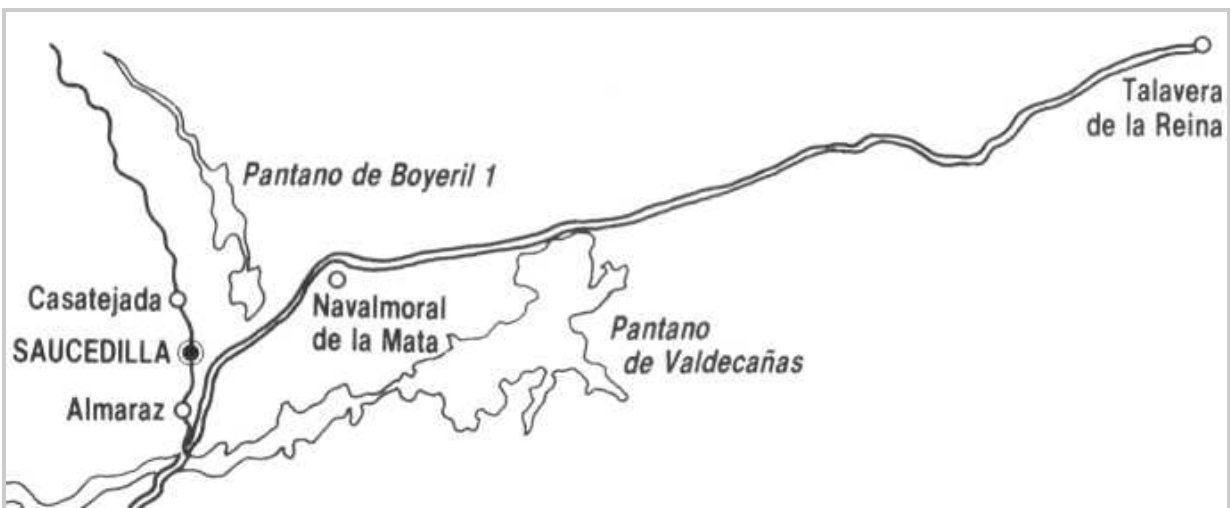 Talavera
de la Reina
Pantano de Boyeril 1
Casatejada
Navalmoral
de la Mata
SAUCEDILLA
Pantano
de Valdecañas
Almaraz